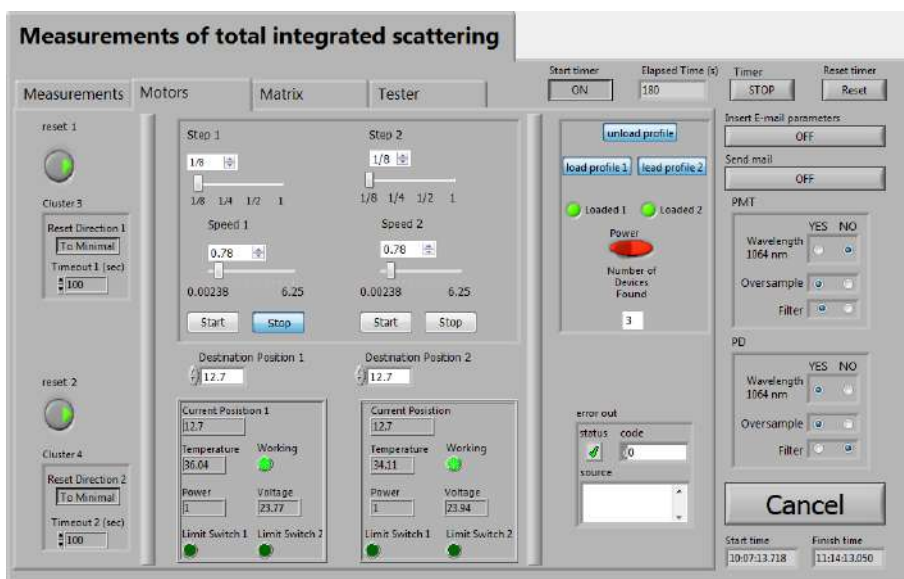 Measurements of total integrated scattering
Measurements Motors Matrix Tester
Start timer Elapsed Time (s) Timer Reset timer
ON 180 STOP Reset
reset 1
Cluster 3
Reset Direction 1
To Minimal
Timeout 1 (sec)
100
reset 2
Cluster 4
Reset Direction 2
To Minimal
Timeout 2 (sec)
100
Step 1 Step 2
1/8 1/8
1/8 1/4 1/2 1 1/8 1/4 1/2 1
Speed 1 Speed 2
0.78 0.78
0.00238 6.25 0.00238 6.25
Start Stop Start Stop
Destination Position 1 Destination Position 2
12.7 12.7
Current Posistion 1
12.7
Temperature Working
36.04
Power Voltage
1 23.77
Limit Switch 1 Limit Switch 2
Current Posistion
12.7
Temperature Working
34.11
Power Voltage
1 23.94
Limit Switch 1 Limit Switch 2
unload profile
load profile 1 lead profile 2
Loaded 1 Loaded 2
Power
Number of
Devices
Found
3
error out
status code
0
source
Insert E-mail parameters
OFF
Send mail
OFF
PMT
YES NO
Wavelength
1064 nm
Oversample
Filter
PD
YES NO
Wavelength
1064 nm
Oversample
Filter
Cancel
Start time Finish time
10:07:13.718 11:14:13.050